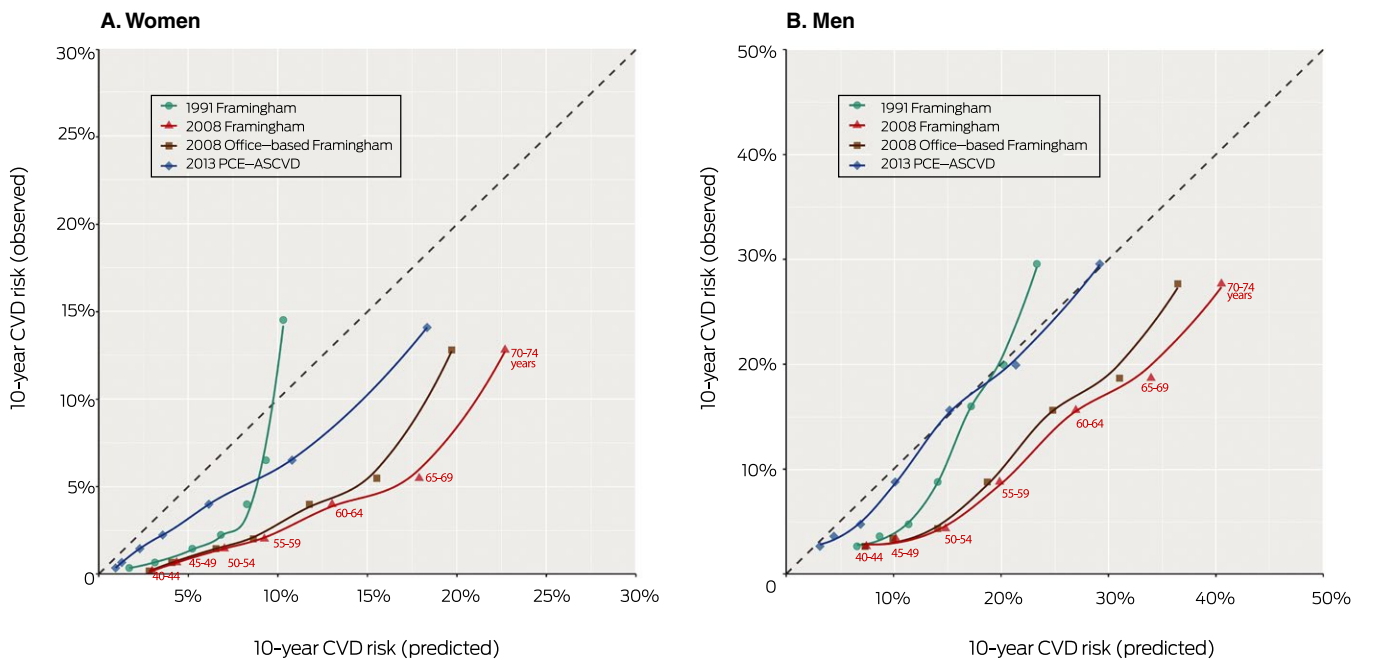 A. Women
30%
25%
20%
15%
10%
5%
0
5%
10%
15%
20%
25%
30%
10-year CVD risk (observed)
10-year CVD risk (predicted)
1991 Framingham
2008 Framingham
2008 Office–based Framingham
2013 PCE–ASCVD
40-44
45-49
50-54
55-59
60-64
65-69
70-74
years
B. Men
50%
40%
30%
20%
10%
0
10%
20%
30%
40%
50%
10-year CVD risk (observed)
10-year CVD risk (predicted)
1991 Framingham
2008 Framingham
2008 Office–based Framingham
2013 PCE–ASCVD
40-44
45-49
50-54
55-59
60-64
65-69
70-74
years